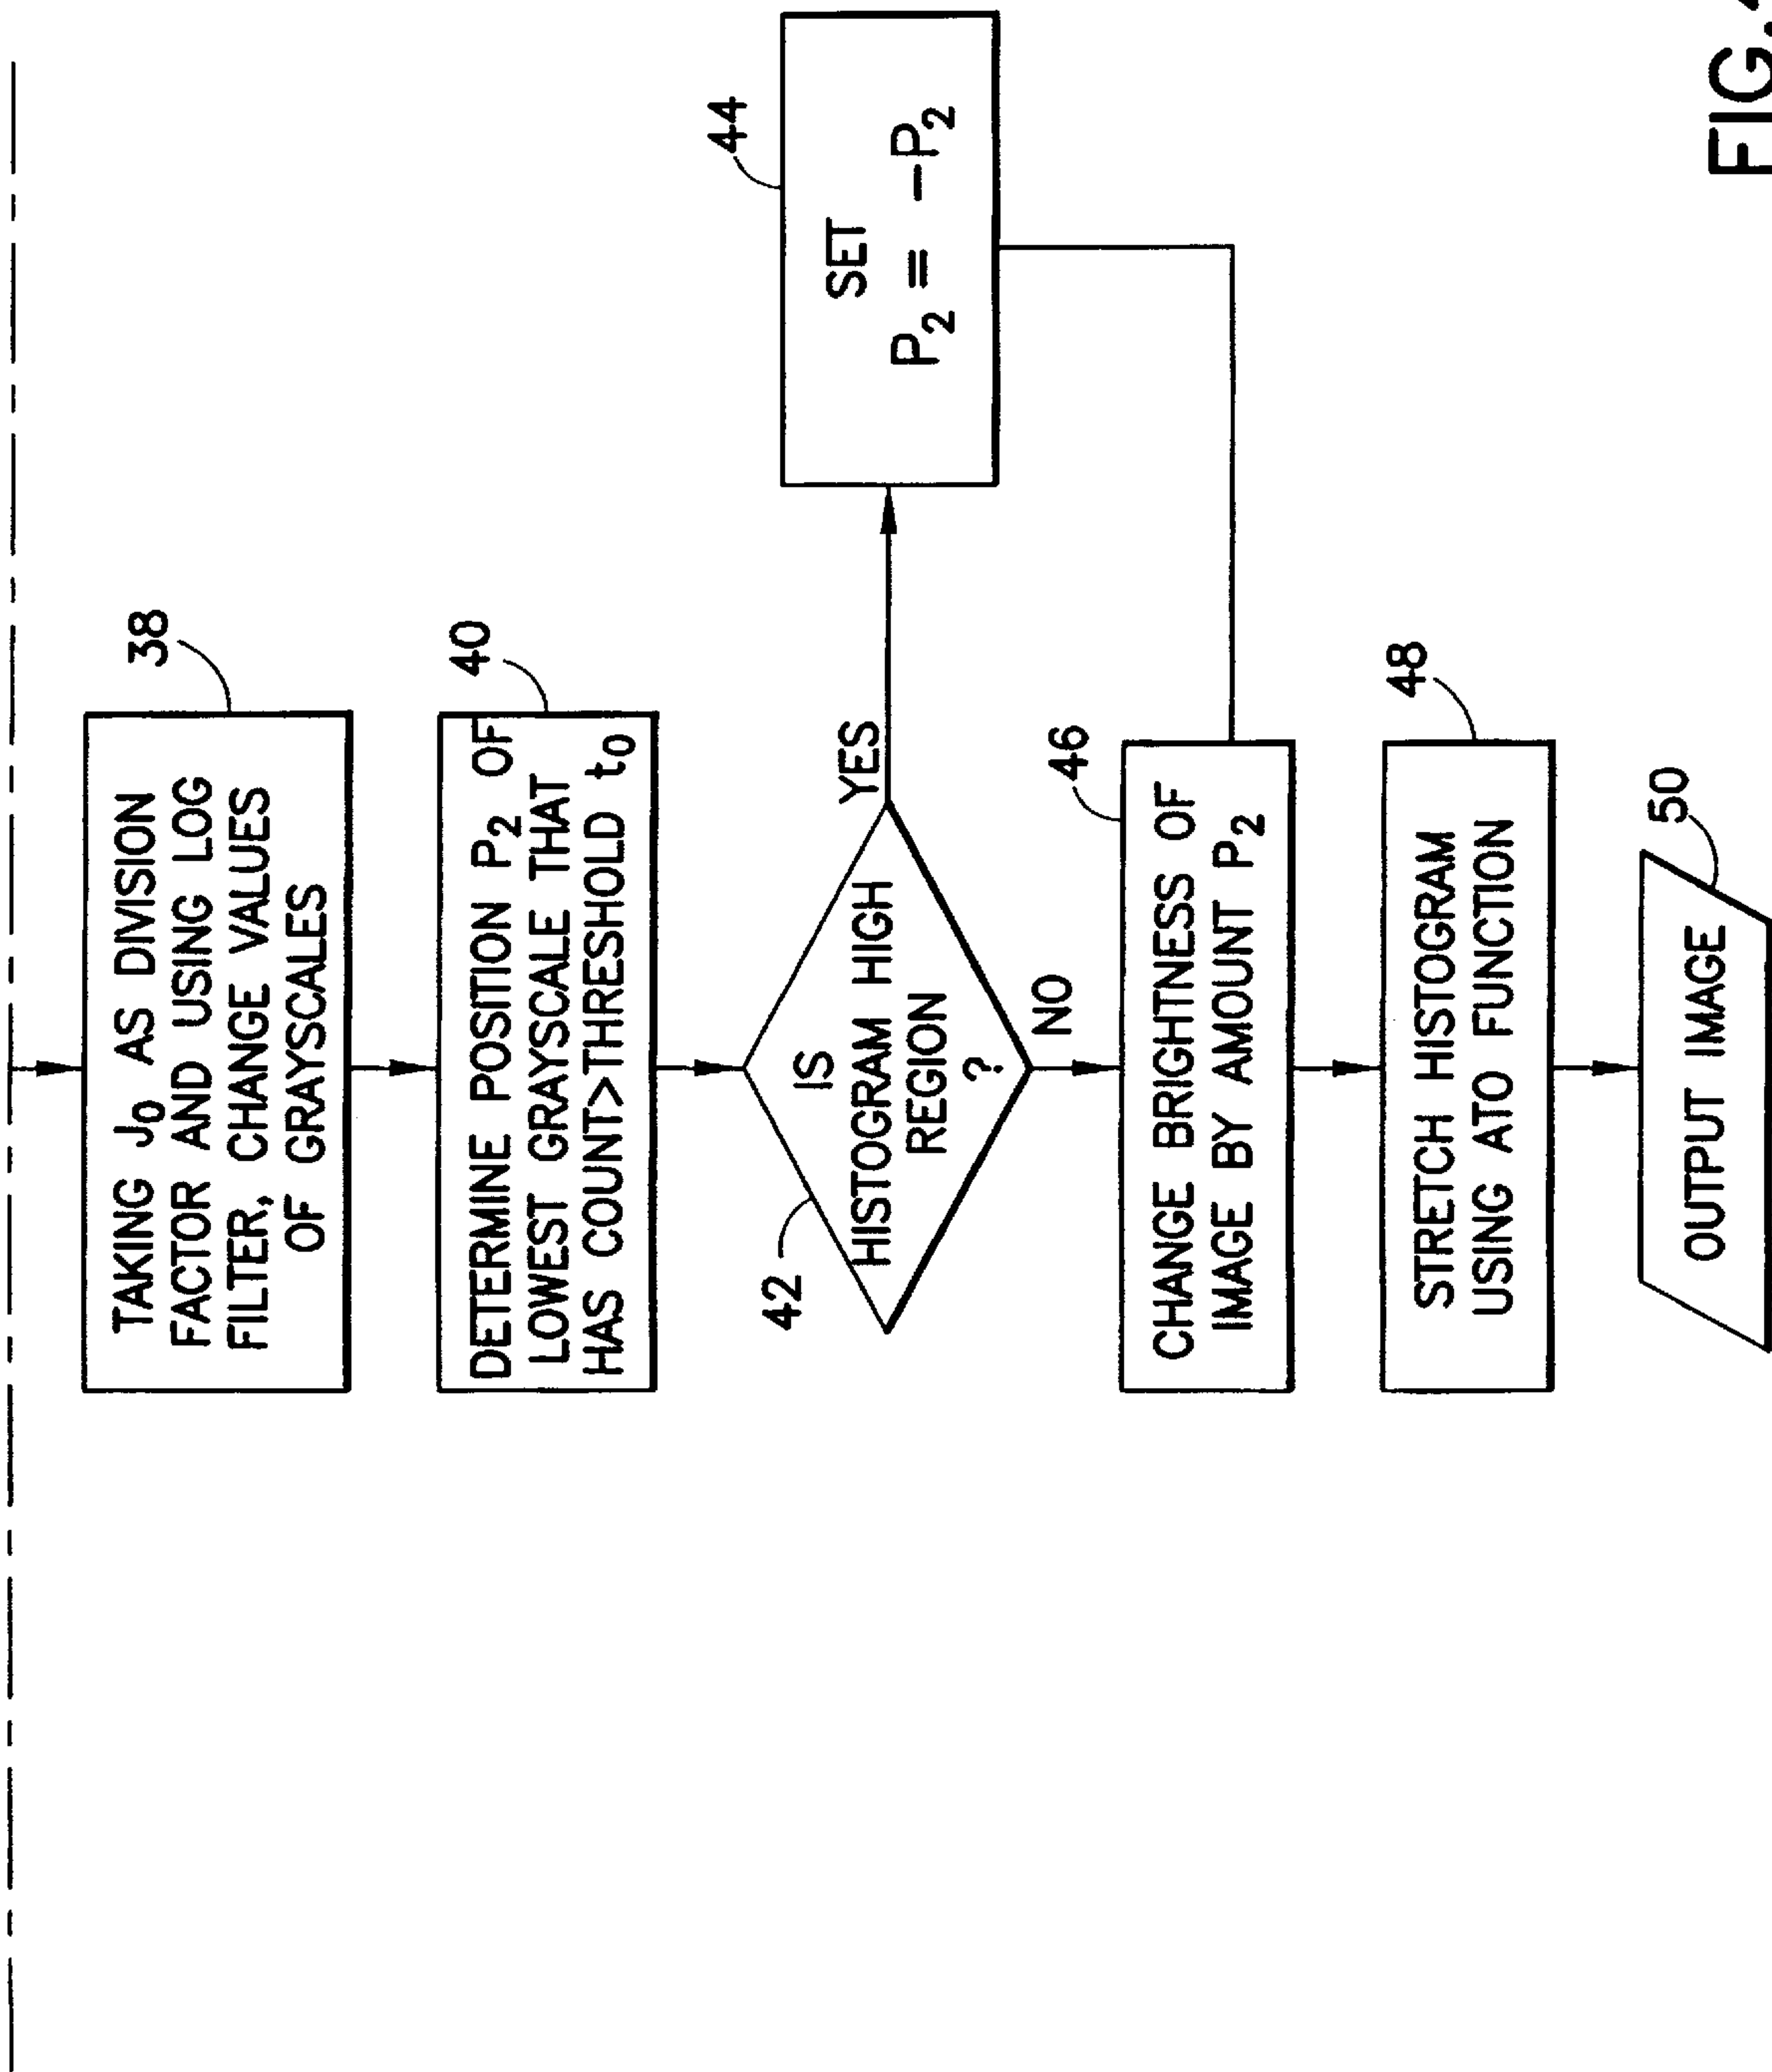 38
TAKING J₀ AS DIVISION
FACTOR AND USING LOG
FILTER, CHANGE VALUES
OF GRAYSCALES
40
DETERMINE POSITION P₂ OF
LOWEST GRAYSCALE THAT
HAS COUNT>THRESHOLD t₀
42
IS
HISTOGRAM HIGH
REGION
?
YES
NO
44
SET
P₂ = −P₂
46
CHANGE BRIGHTNESS OF
IMAGE BY AMOUNT P₂
48
STRETCH HISTOGRAM
USING ATO FUNCTION
50
OUTPUT IMAGE
FIG.